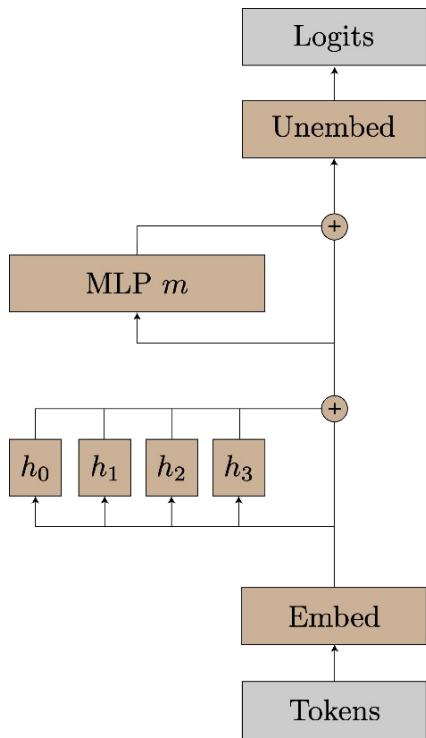 Logits
Unembed
+
MLP m
+
h₀ h₁ h₂ h₃
Embed
Tokens